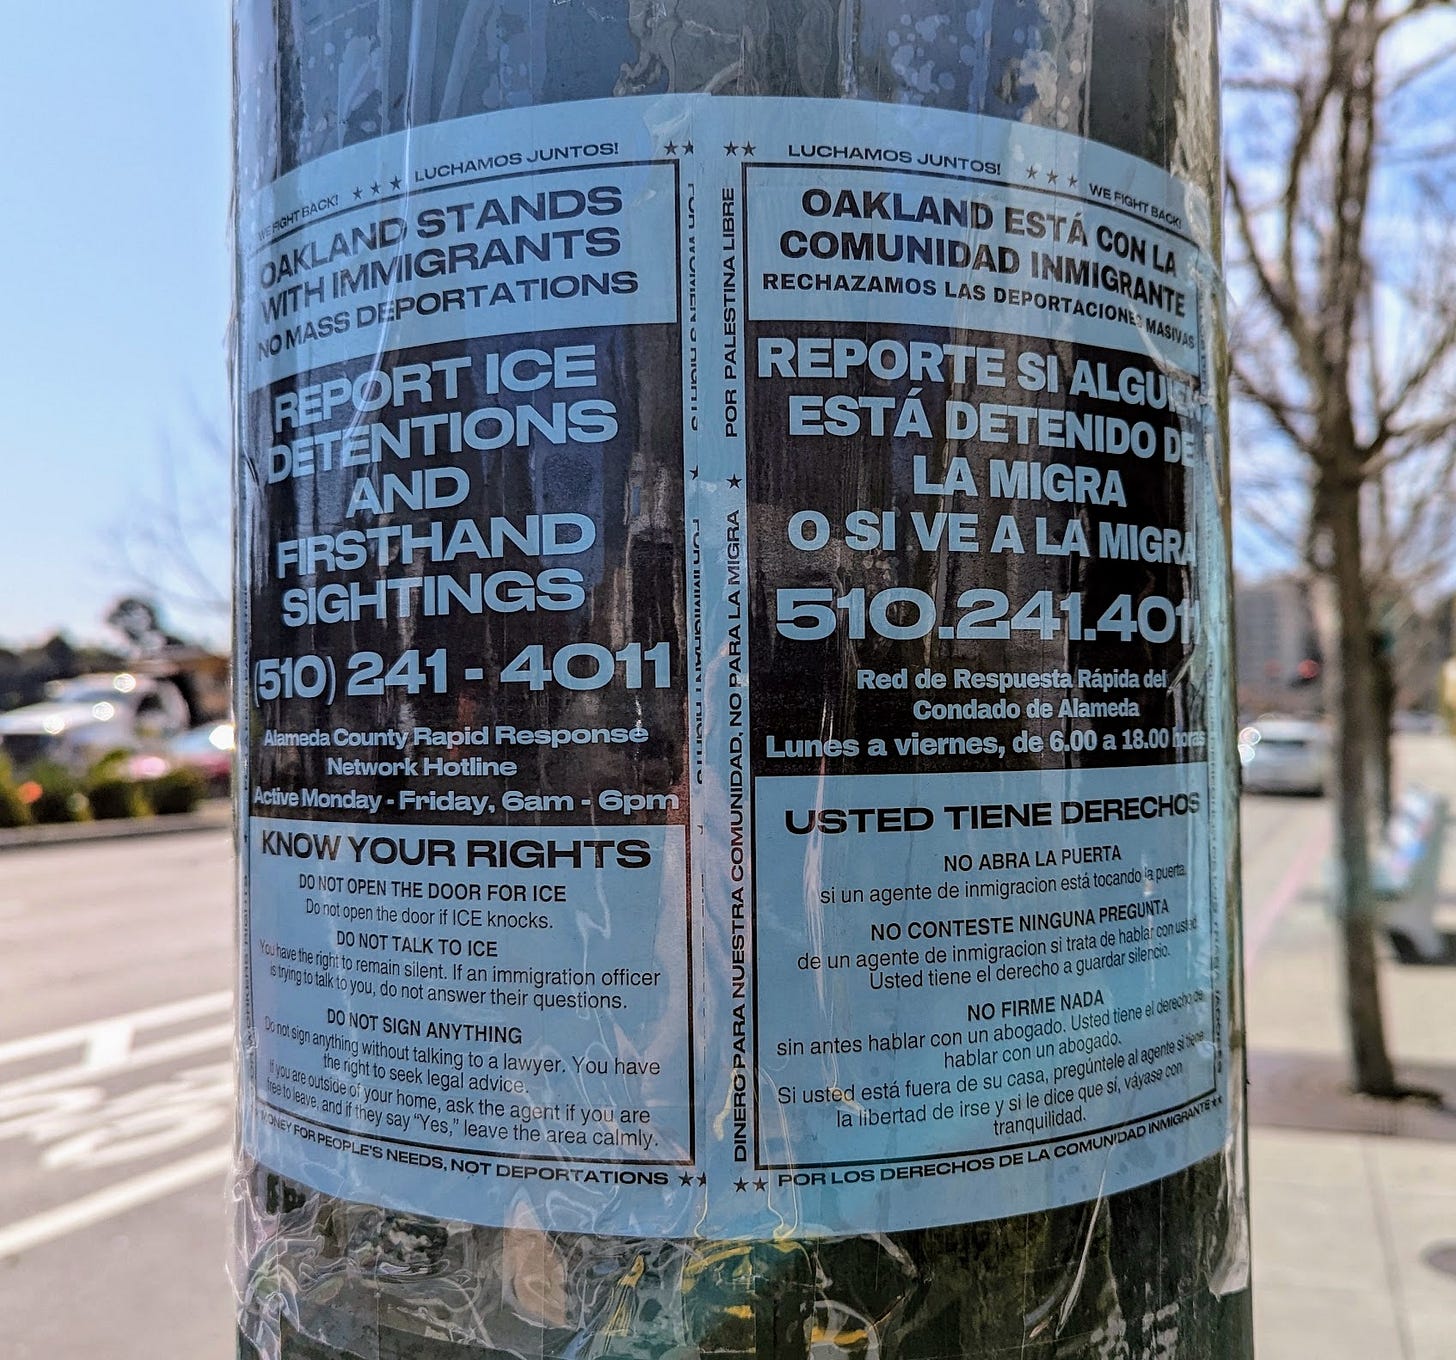 WE FIGHT BACK! ★ ★ ★ LUCHAMOS JUNTOS! ★★
OAKLAND STANDS
WITH IMMIGRANTS
NO MASS DEPORTATIONS
REPORT ICE
DETENTIONS
AND
FIRSTHAND
SIGHTINGS
(510) 241 - 4011
Alameda County Rapid Response
Network Hotline
Active Monday - Friday, 6am - 6pm
KNOW YOUR RIGHTS
DO NOT OPEN THE DOOR FOR ICE
Do not open the door if ICE knocks.
DO NOT TALK TO ICE
You have the right to remain silent. If an immigration officer
is trying to talk to you, do not answer their questions.
DO NOT SIGN ANYTHING
Do not sign anything without talking to a lawyer. You have
the right to seek legal advice.
If you are outside of your home, ask the agent if you are
free to leave, and if they say “Yes,” leave the area calmly.
MONEY FOR PEOPLE'S NEEDS, NOT DEPORTATIONS ★★
WORKERS RIGHTS
FOR WOMEN'S RIGHTS ★
FOR IMMIGRANT RIGHTS
★★ LUCHAMOS JUNTOS! ★ ★ ★ WE FIGHT BACK!
POR PALESTINA LIBRE ★
DINERO PARA NUESTRA COMUNIDAD, NO PARA LA MIGRA
OAKLAND ESTÁ CON LA
COMUNIDAD INMIGRANTE
RECHAZAMOS LAS DEPORTACIONES MASIVAS
REPORTE SI ALGUIEN
ESTÁ DETENIDO DE
LA MIGRA
O SI VE A LA MIGRA
510.241.4011
Red de Respuesta Rápida del
Condado de Alameda
Lunes a viernes, de 6.00 a 18.00 horas
USTED TIENE DERECHOS
NO ABRA LA PUERTA
si un agente de inmigracion está tocando la puerta.
NO CONTESTE NINGUNA PREGUNTA
de un agente de inmigracion si trata de hablar con usted.
Usted tiene el derecho a guardar silencio.
NO FIRME NADA
sin antes hablar con un abogado. Usted tiene el derecho de
hablar con un abogado.
Si usted está fuera de su casa, pregúntele al agente si tiene
la libertad de irse y si le dice que sí, váyase con
tranquilidad.
★★ POR LOS DERECHOS DE LA COMUNIDAD INMIGRANTE ★★